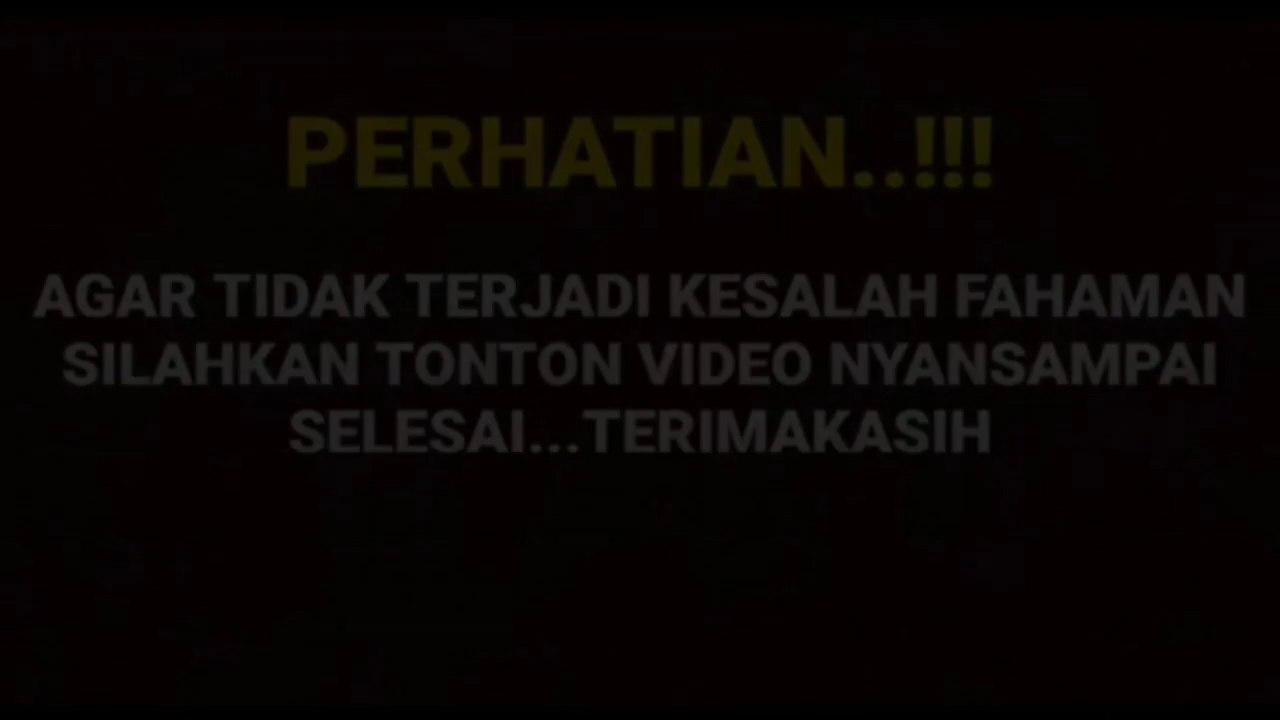 PERHATIAN..!!!
AGAR TIDAK TERJADI KESALAH FAHAMAN
SILAHKAN TONTON VIDEO NYANSAMPAI
SELESAI...TERIMAKASIH